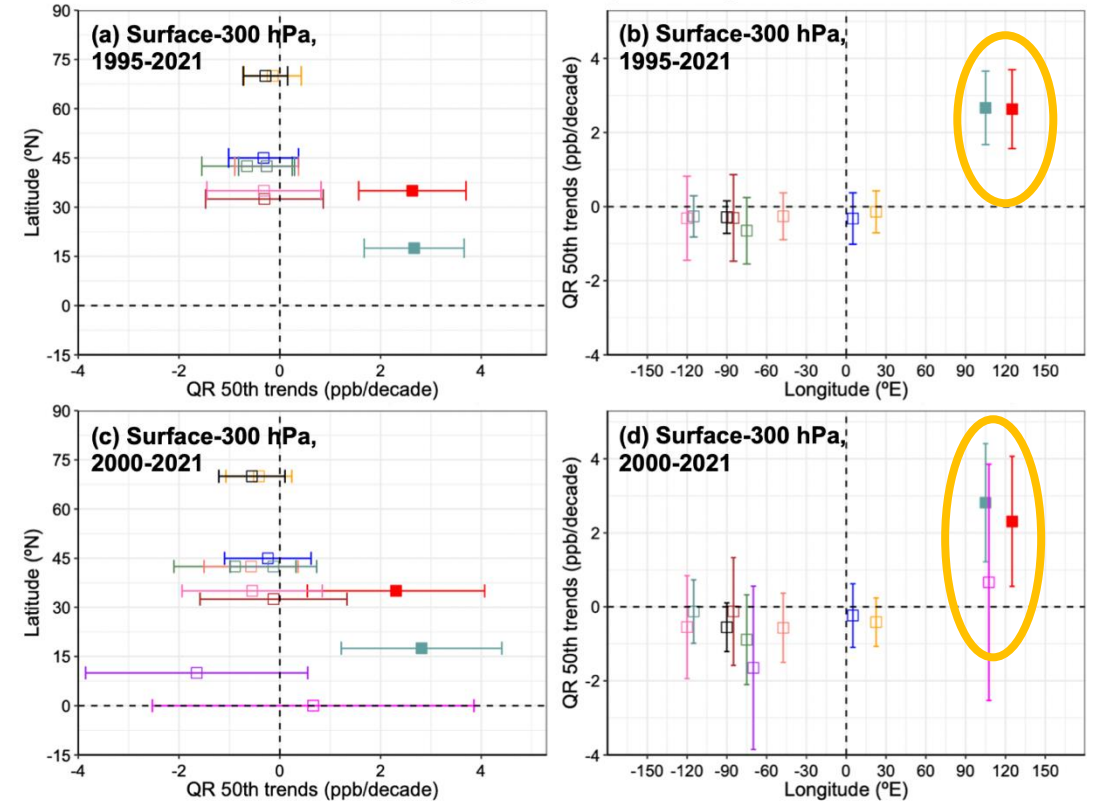 (a) Surface-300 hPa,
1995-2021
90
75
60
45
30
15
0
-15
Latitude (ºN)
-4 -2 0 2 4
QR 50th trends (ppb/decade)
(b) Surface-300 hPa,
1995-2021
4
2
0
-2
-4
QR 50th trends (ppb/decade)
-150 -120 -90 -60 -30 0 30 60 90 120 150
Longitude (ºE)
(c) Surface-300 hPa,
2000-2021
90
75
60
45
30
15
0
-15
Latitude (ºN)
-4 -2 0 2 4
QR 50th trends (ppb/decade)
(d) Surface-300 hPa,
2000-2021
4
2
0
-2
-4
QR 50th trends (ppb/decade)
-150 -120 -90 -60 -30 0 30 60 90 120 150
Longitude (ºE)